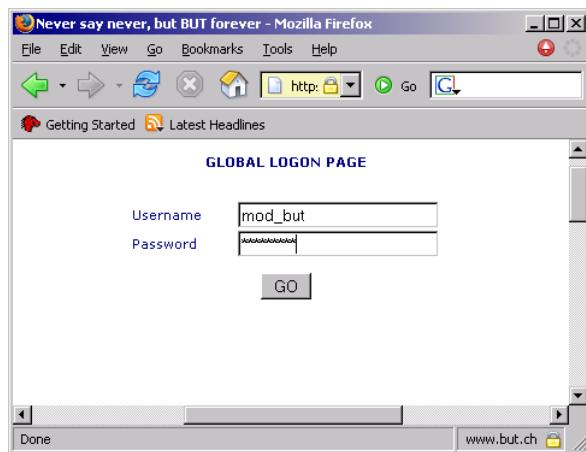 Never say never, but BUT forever - Mozilla Firefox
File Edit View Go Bookmarks Tools Help
http: Go G
Getting Started Latest Headlines
GLOBAL LOGON PAGE
Username mod_but
Password **********
GO
Done www.but.ch